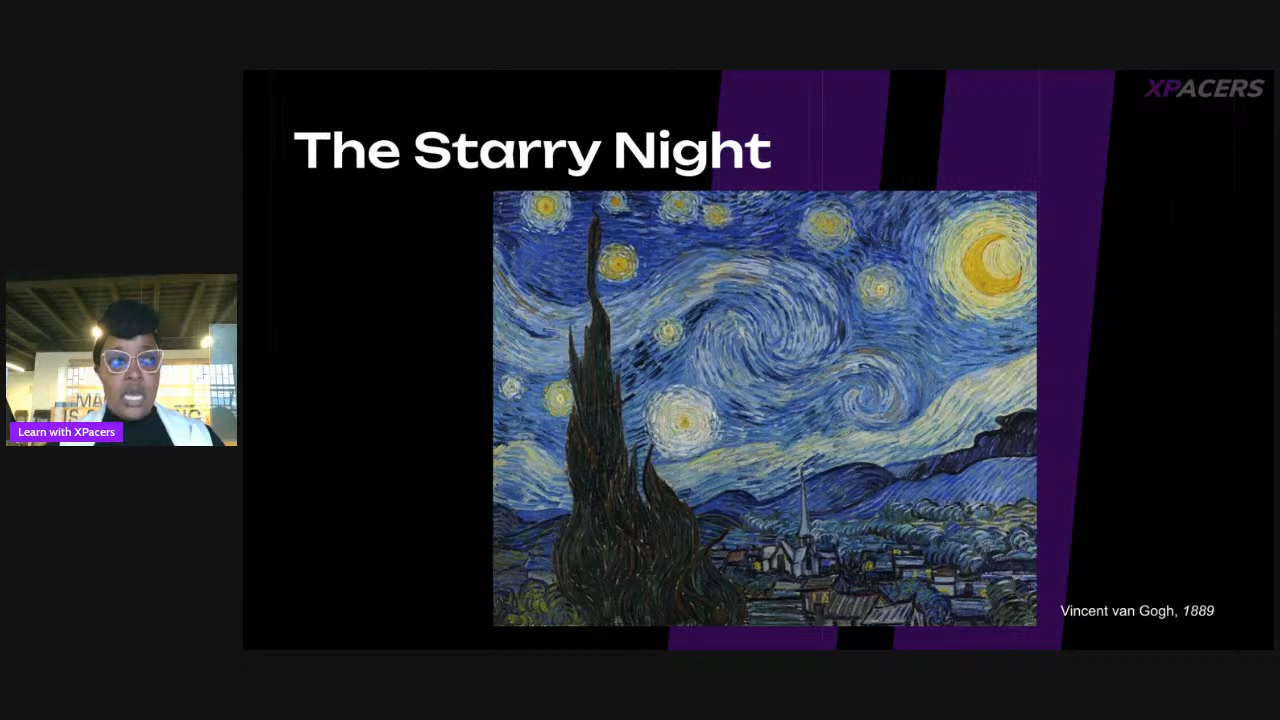 XPACERS
The Starry Night
Learn with XPacers
Vincent van Gogh, 1889